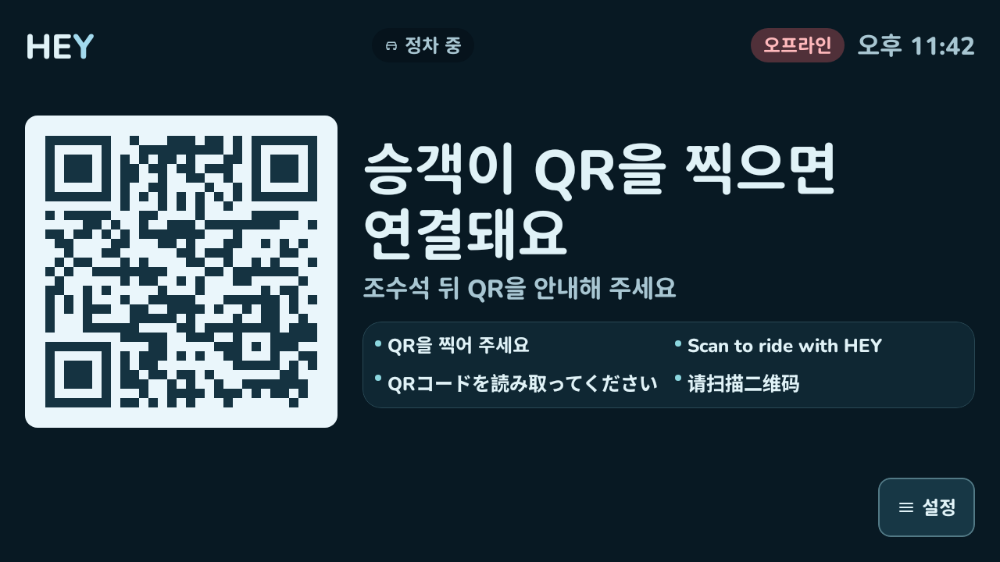 HEY
정차 중
오프라인
오후 11:42
승객이 QR을 찍으면
연결돼요
조수석 뒤 QR을 안내해 주세요
QR을 찍어 주세요
Scan to ride with HEY
QRコードを読み取ってください
请扫描二维码
설정